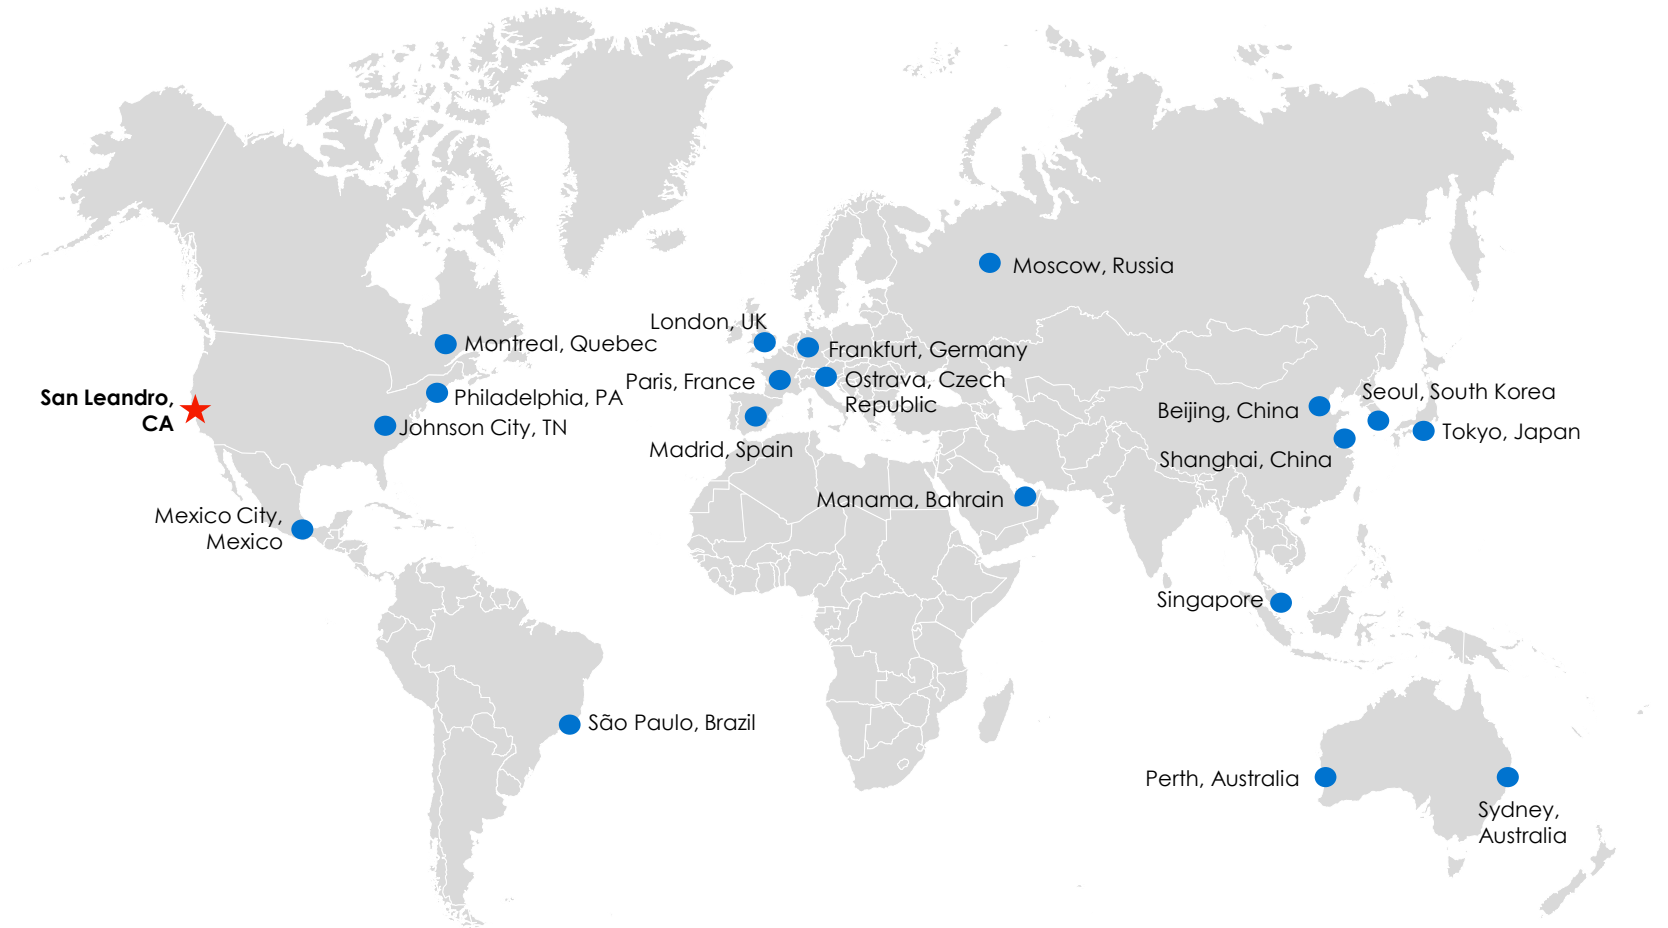 Moscow, Russia
London, UK
Montreal, Quebec
Frankfurt, Germany
Paris, France
Ostrava, Czech
Republic
San Leandro,
CA
Philadelphia, PA
Johnson City, TN
Madrid, Spain
Seoul, South Korea
Beijing, China
Tokyo, Japan
Shanghai, China
Manama, Bahrain
Mexico City,
Mexico
Singapore
São Paulo, Brazil
Perth, Australia
Sydney,
Australia